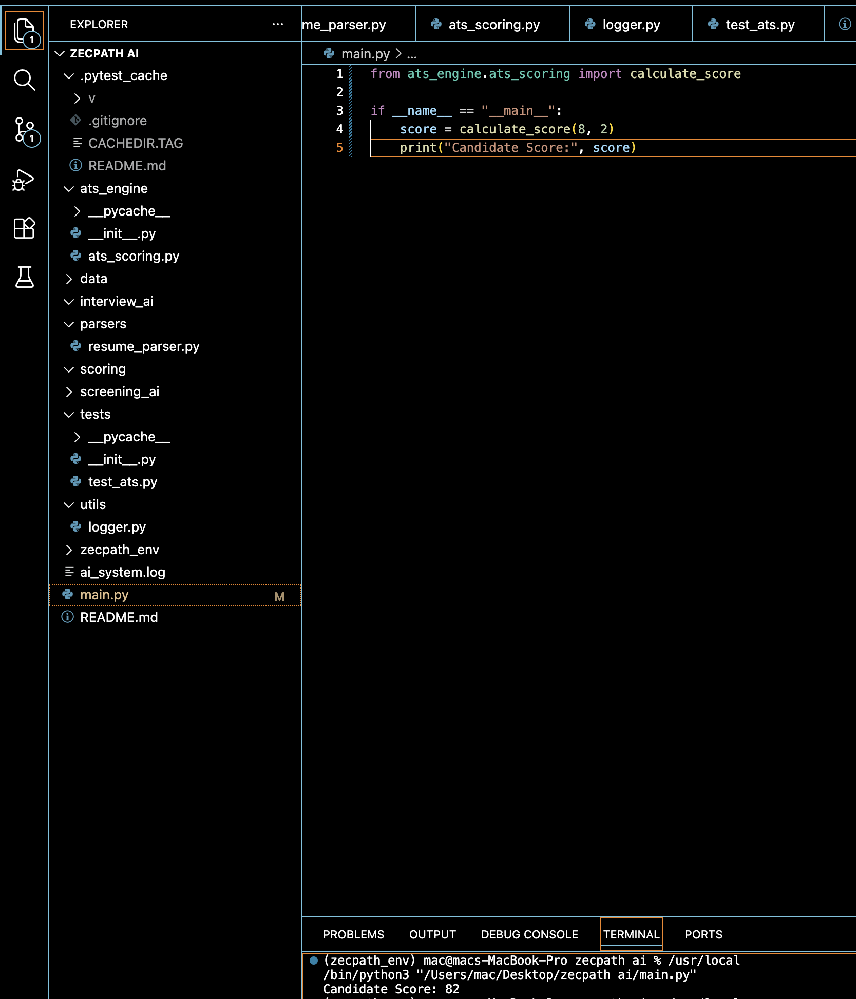 EXPLORER
me_parser.py
ats_scoring.py
logger.py
test_ats.py
1
1
ZECPATH AI
.pytest_cache
v
.gitignore
CACHEDIR.TAG
README.md
ats_engine
__pycache__
__init__.py
ats_scoring.py
data
interview_ai
parsers
resume_parser.py
scoring
screening_ai
tests
__pycache__
__init__.py
test_ats.py
utils
logger.py
zecpath_env
ai_system.log
main.py M
README.md
main.py > ...
1 from ats_engine.ats_scoring import calculate_score
2
3 if __name__ == "__main__":
4     score = calculate_score(8, 2)
5     print("Candidate Score:", score)
PROBLEMS OUTPUT DEBUG CONSOLE TERMINAL PORTS
(zecpath_env) mac@macs-MacBook-Pro zecpath ai % /usr/local
/bin/python3 "/Users/mac/Desktop/zecpath ai/main.py"
Candidate Score: 82